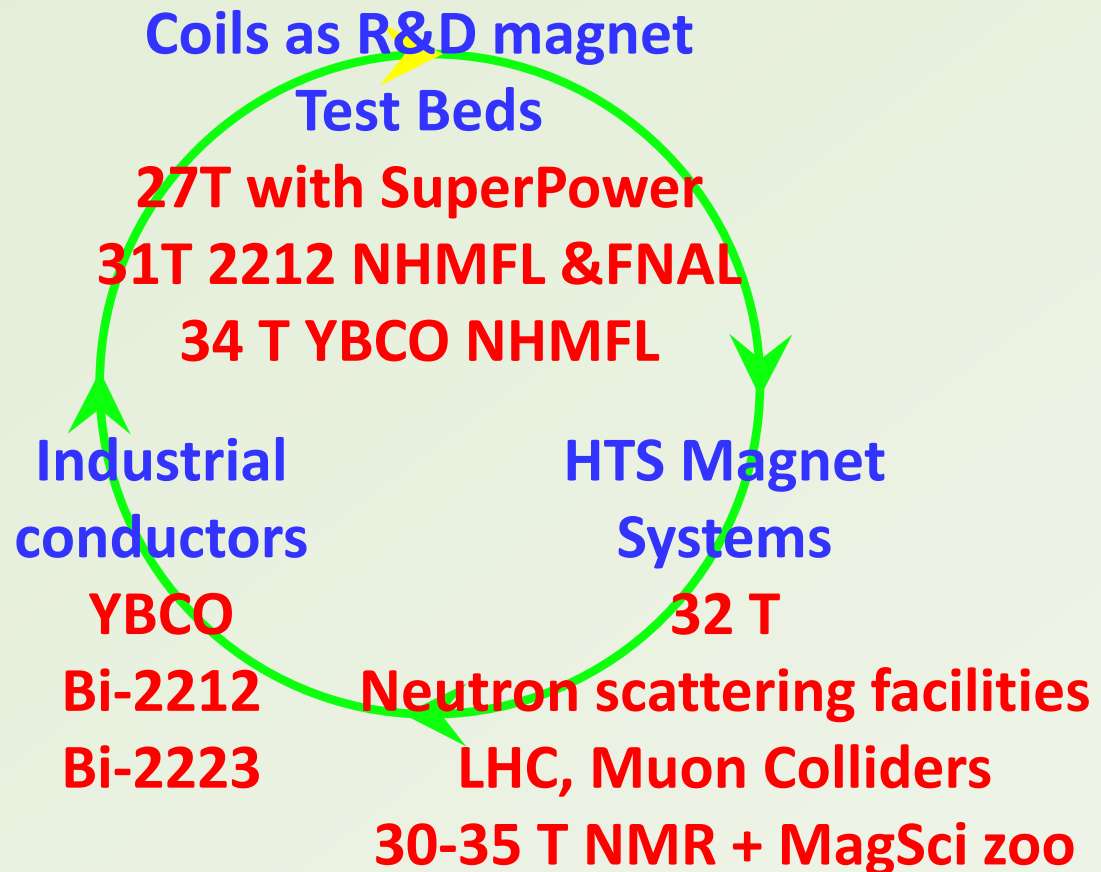 Coils as R&D magnet
Test Beds
27T with SuperPower
31T 2212 NHMFL &FNAL
34 T YBCO NHMFL
Industrial
conductors
YBCO
Bi-2212
Bi-2223
HTS Magnet
Systems
32 T
Neutron scattering facilities
LHC, Muon Colliders
30-35 T NMR + MagSci zoo